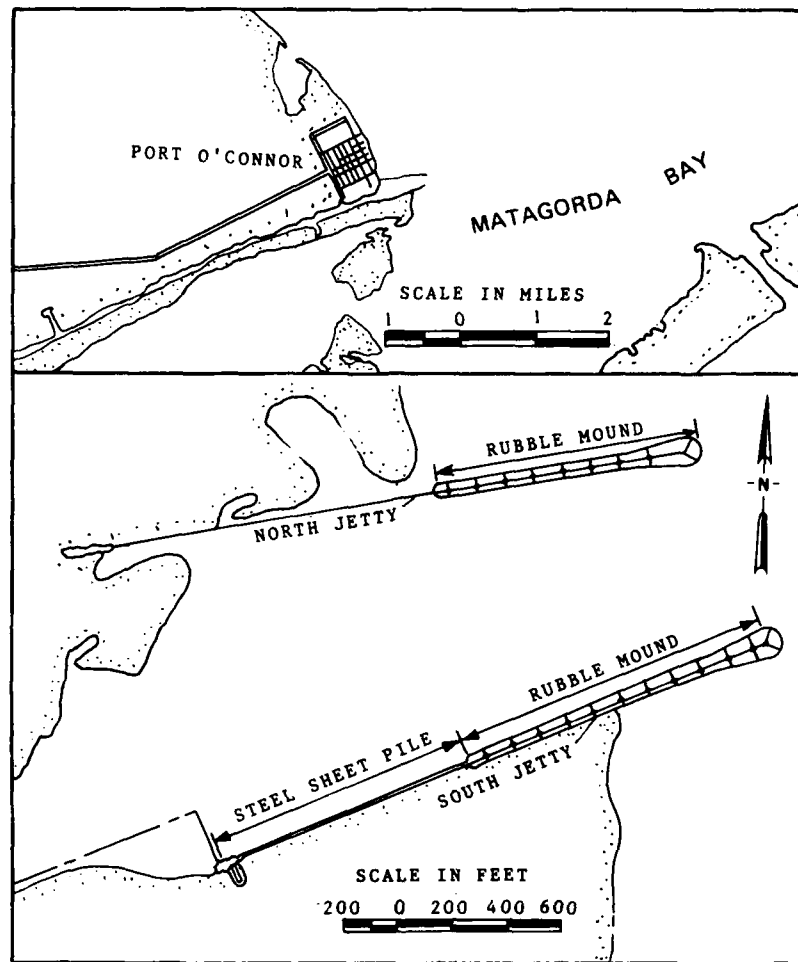 PORT O'CONNOR
MATAGORDA BAY
SCALE IN MILES
1 0 1 2
RUBBLE MOUND
-N-
NORTH JETTY
RUBBLE MOUND
STEEL SHEET PILE
SOUTH JETTY
SCALE IN FEET
200 0 200 400 600